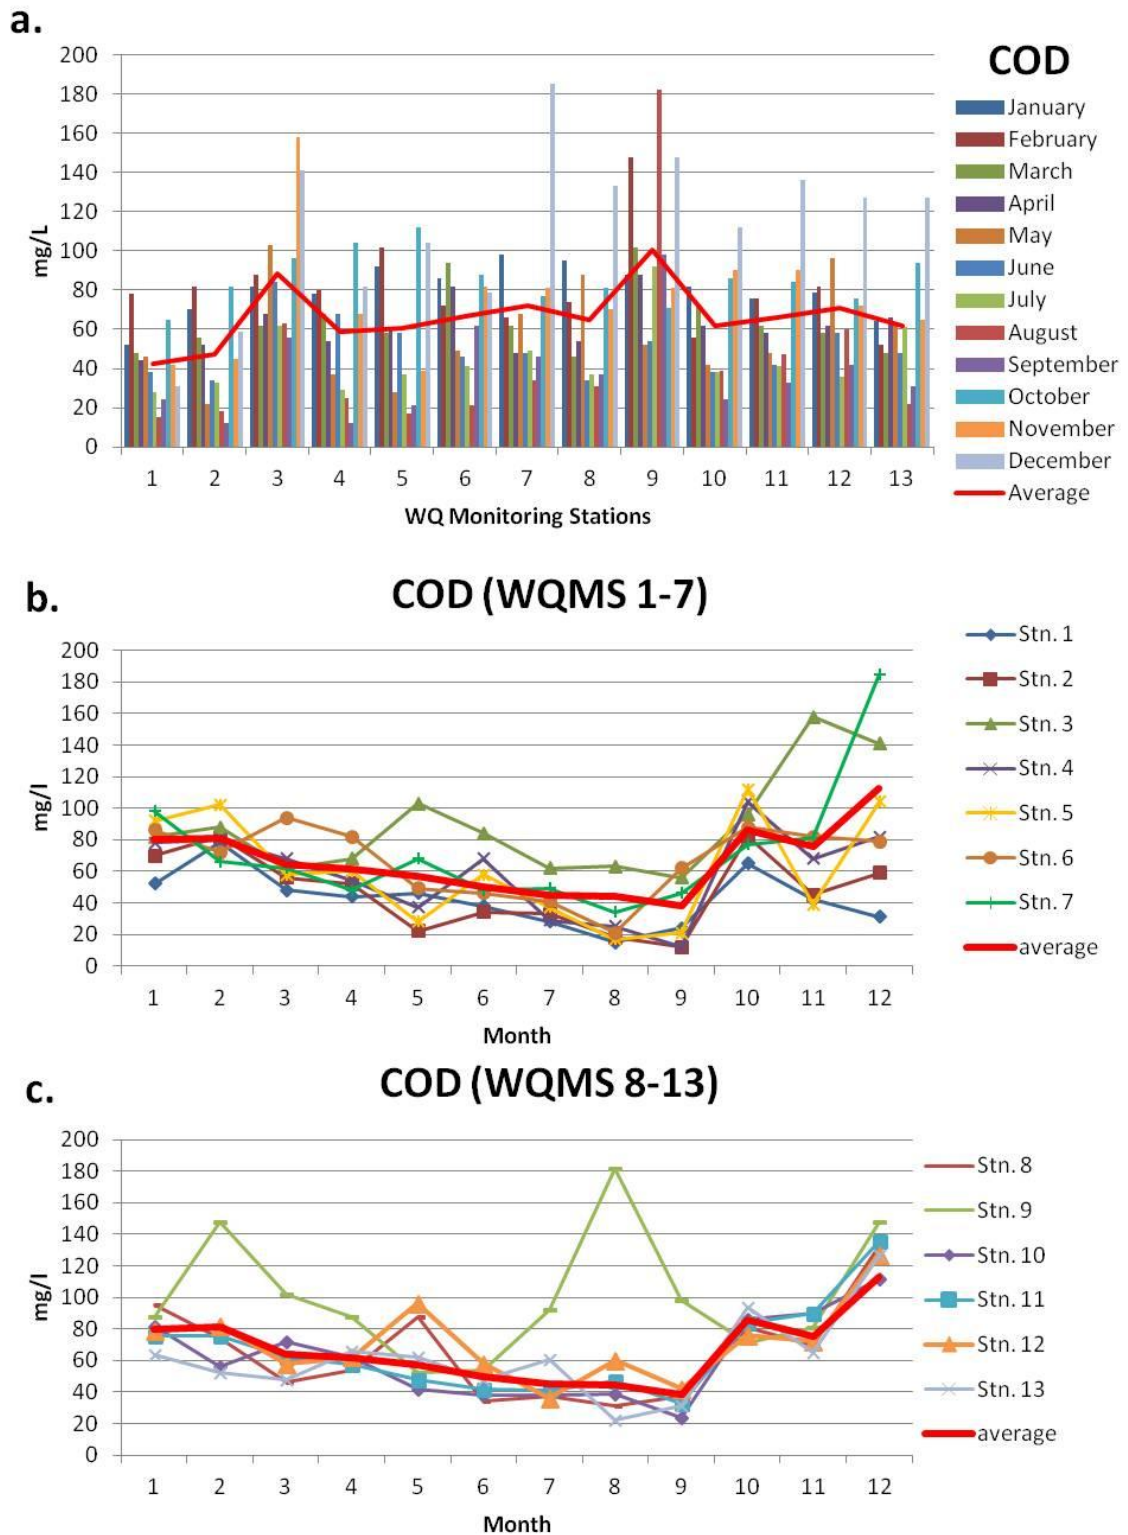 a.
200
180
160
140
120
100
80
60
40
20
0
mg/L
1 2 3 4 5 6 7 8 9 10 11 12 13
WQ Monitoring Stations
COD
January
February
March
April
May
June
July
August
September
October
November
December
Average
b.
COD (WQMS 1-7)
200
180
160
140
120
100
80
60
40
20
0
mg/l
1 2 3 4 5 6 7 8 9 10 11 12
Month
Stn. 1
Stn. 2
Stn. 3
Stn. 4
Stn. 5
Stn. 6
Stn. 7
average
c.
COD (WQMS 8-13)
200
180
160
140
120
100
80
60
40
20
0
mg/l
1 2 3 4 5 6 7 8 9 10 11 12
Month
Stn. 8
Stn. 9
Stn. 10
Stn. 11
Stn. 12
Stn. 13
average